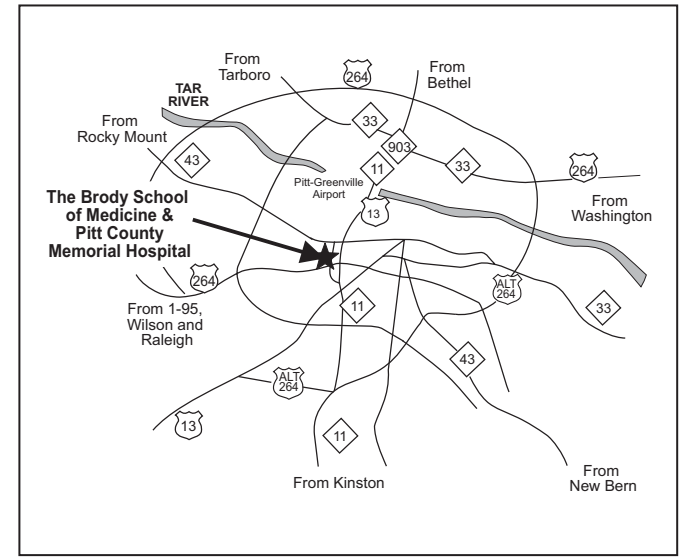 From
Tarboro
264
From
Bethel
TAR
RIVER
From
Rocky Mount
33
903
43
11
33
264
Pitt-Greenville
Airport
13
From
Washington
The Brody School
of Medicine &
Pitt County
Memorial Hospital
264
ALT
264
From 1-95,
Wilson and
Raleigh
11
33
43
ALT
264
13
11
From Kinston
From
New Bern